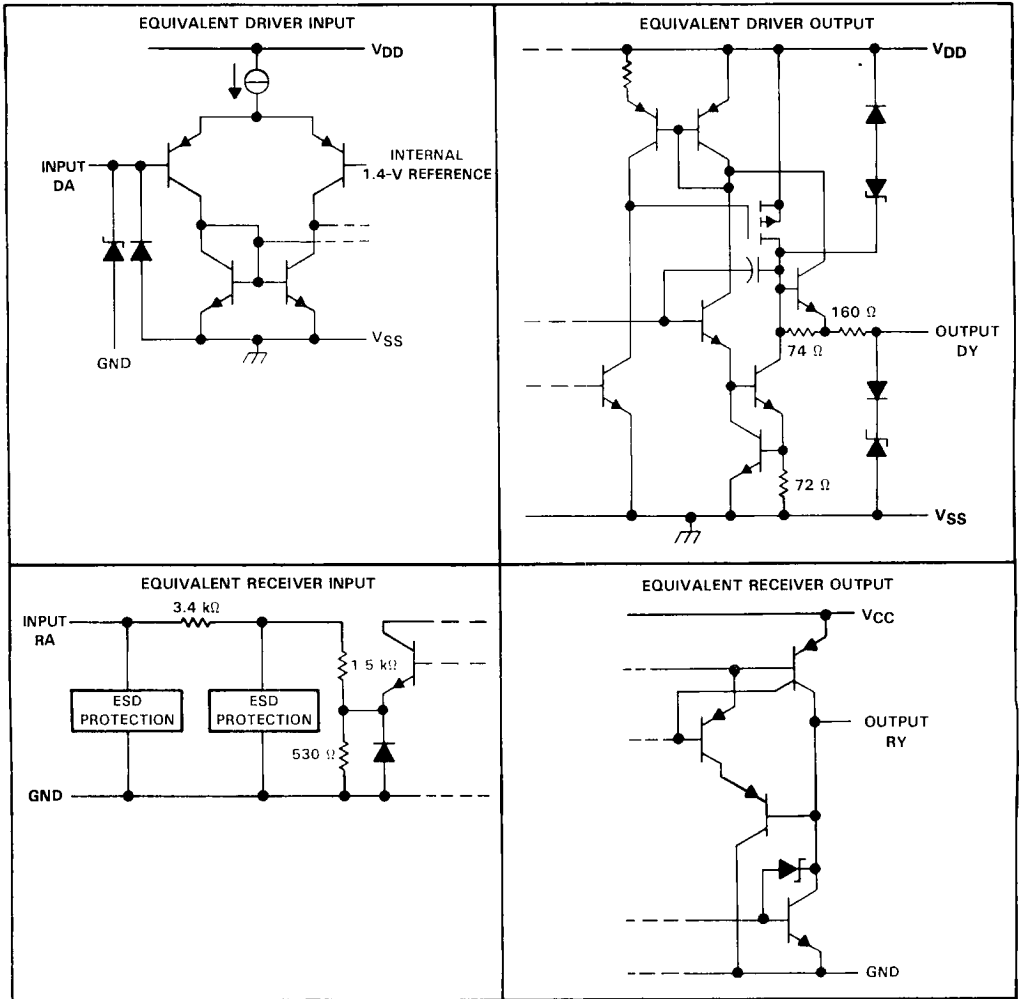 EQUIVALENT DRIVER INPUT
VDD
INPUT
DA
INTERNAL
1.4-V REFERENCE
VSS
GND
EQUIVALENT DRIVER OUTPUT
VDD
160 Ω
74 Ω
OUTPUT
DY
72 Ω
VSS
EQUIVALENT RECEIVER INPUT
3.4 kΩ
INPUT
RA
1 5 kΩ
ESD
PROTECTION
ESD
PROTECTION
530 Ω
GND
EQUIVALENT RECEIVER OUTPUT
VCC
OUTPUT
RY
GND